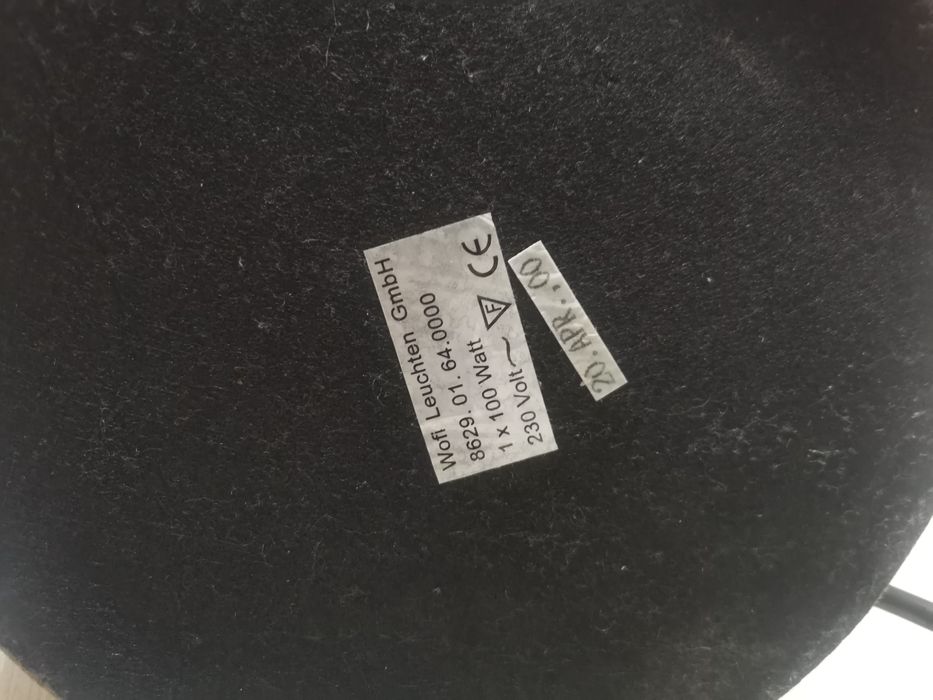 Wofi Leuchten GmbH
8629.01.64.0000
1 x 100 Watt F CE
230 Volt~
20.APR..00